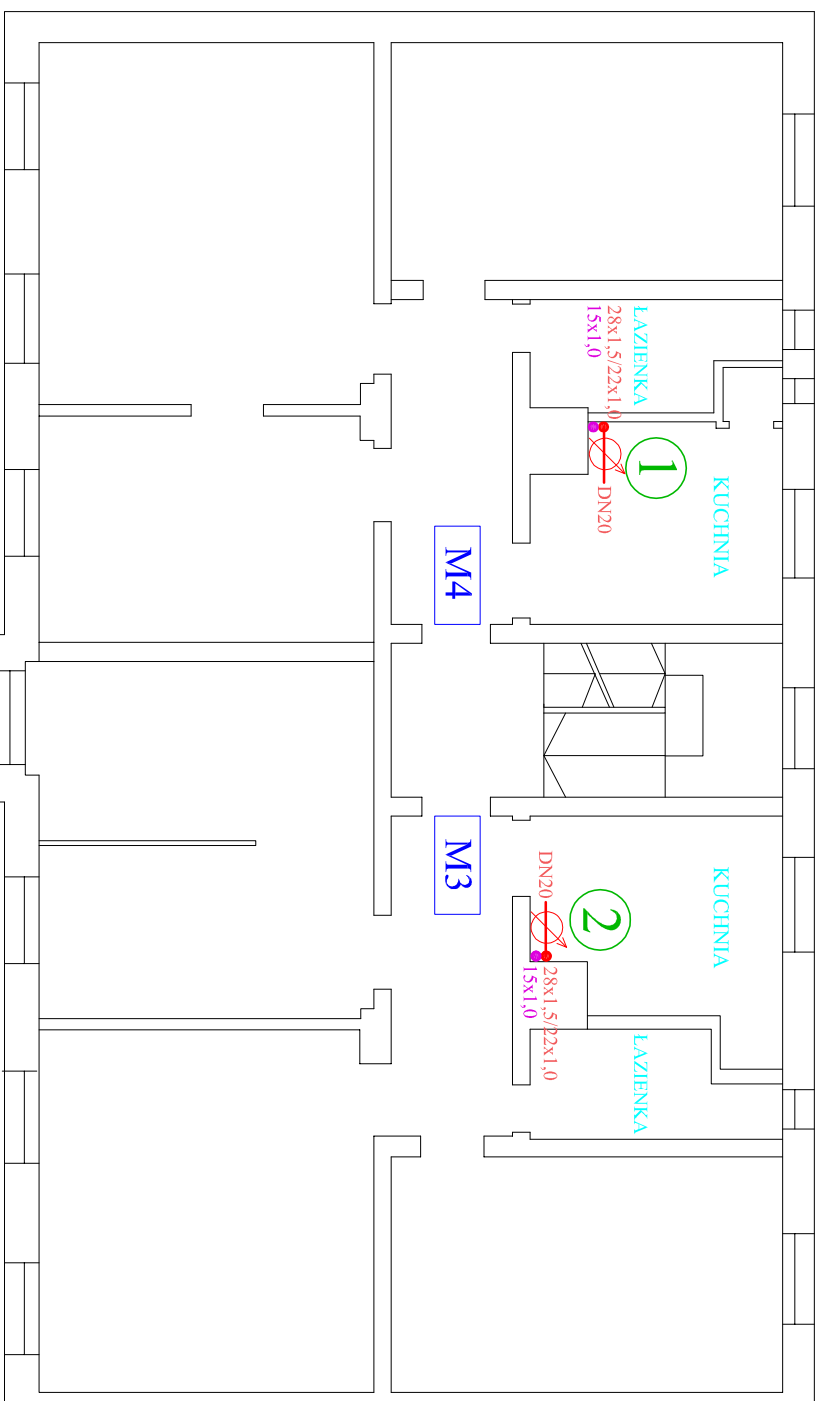 ŁAZIENKA
28x1,5/22x1,0
15x1,0
1
DN20
KUCHNIA
M4
M3
KUCHNIA
2
DN20
28x1,5/22x1,0
15x1,0
ŁAZIENKA